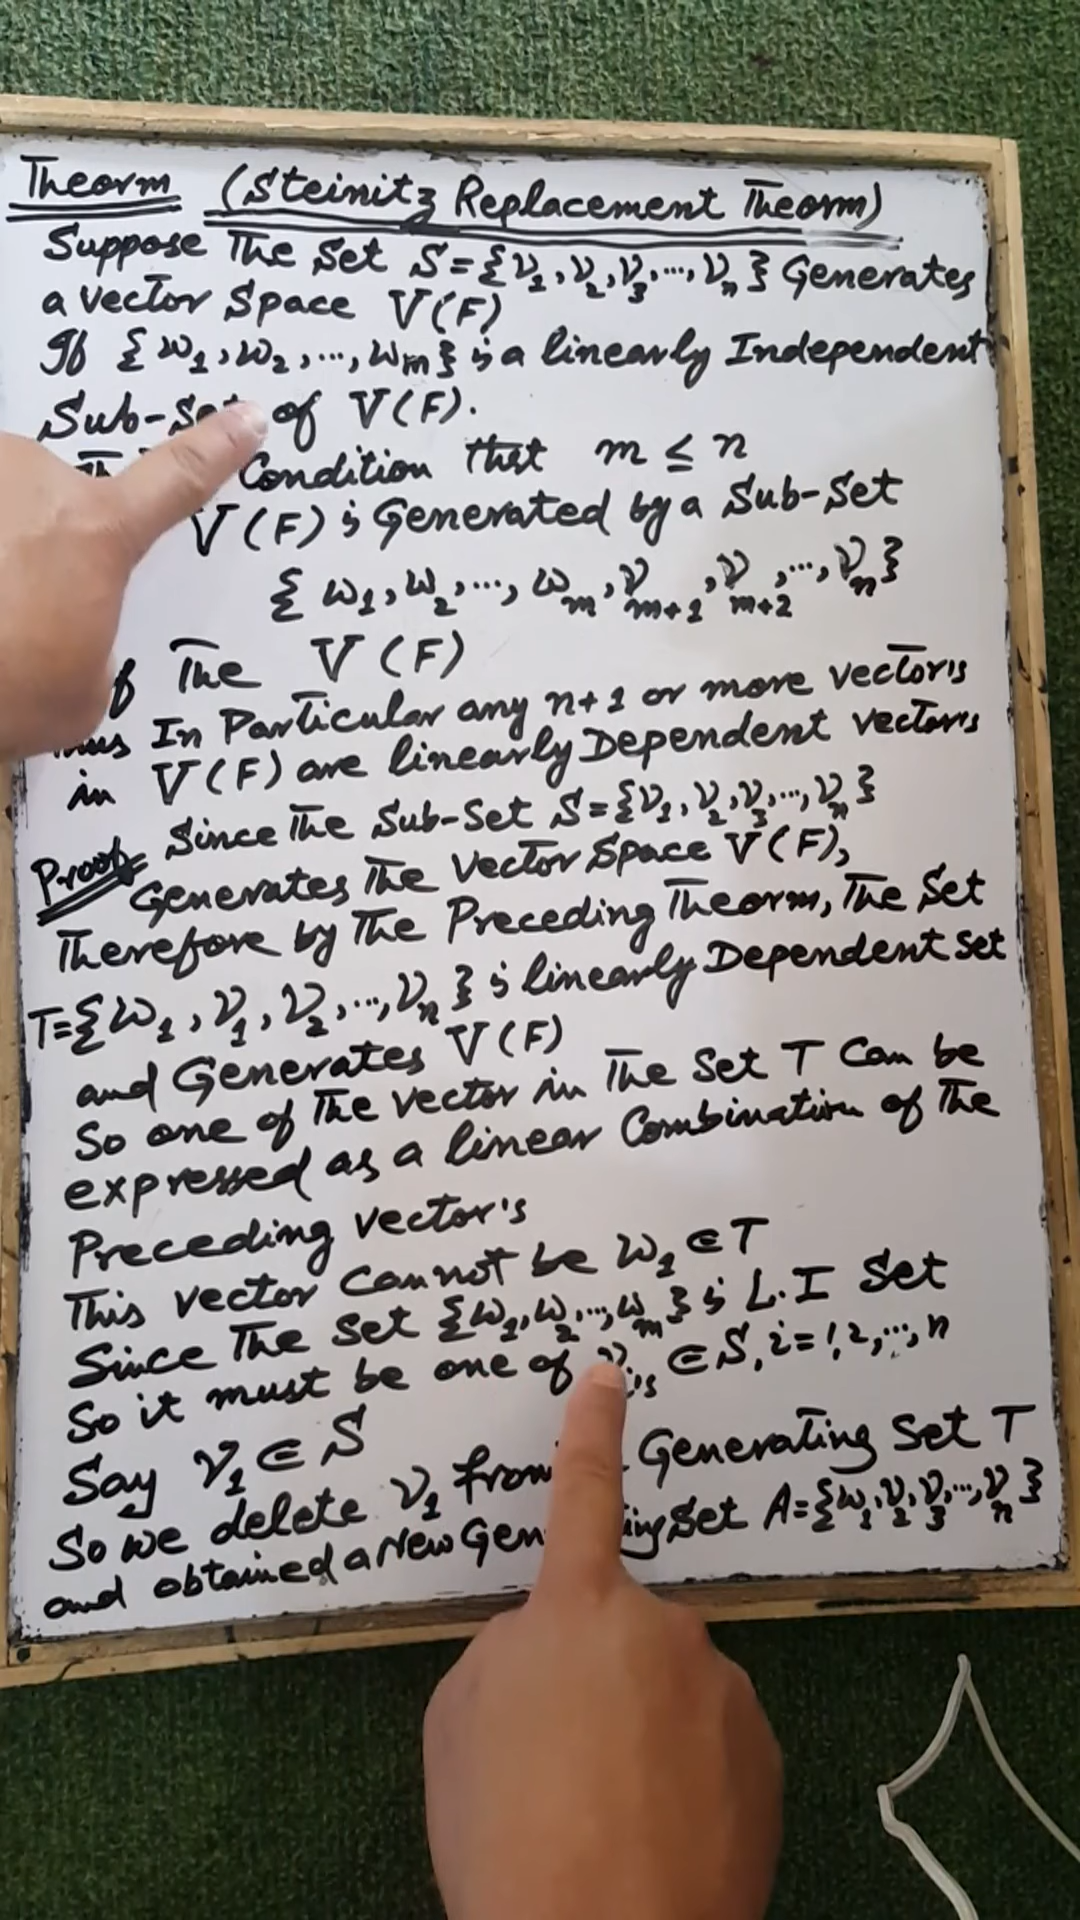 Theorm (Steinitz Replacement Theorm)
Suppose The Set S={V₁,V₂,V₃,...,Vₙ} Generates
a Vector Space V(F)
If {W₁,W₂,...,Wₘ} is a linearly Independent
Sub-Set of V(F).
Condition that m ≤ n
V(F) is Generated by a Sub-Set
{W₁,W₂,...,Wₘ,Vₘ₊₁,Vₘ₊₂,...,Vₙ}
The V(F)
In Particular any n+1 or more vector's
in V(F) are linearly Dependent vector's
Proof= Since The Sub-Set S={V₁,V₂,V₃,...,Vₙ}
Generates The Vector Space V(F),
Therefore by The Preceding Theorm, The Set
T={W₁,V₁,V₂,...,Vₙ} is linearly Dependent set
and Generates V(F)
So one of The vector in The Set T Can be
expressed as a linear Combination of The
Preceding vector's
This vector cannot be W₁ ∈ T
Since The set {W₁,W₂,...,Wₘ} is L.I Set
So it must be one of ∈ S, i=1,2,...,n
Say V₁ ∈ S
So we delete V₁ Generating Set T
and obtained a New Set A={W₁,V₂,V₃,...,Vₙ}